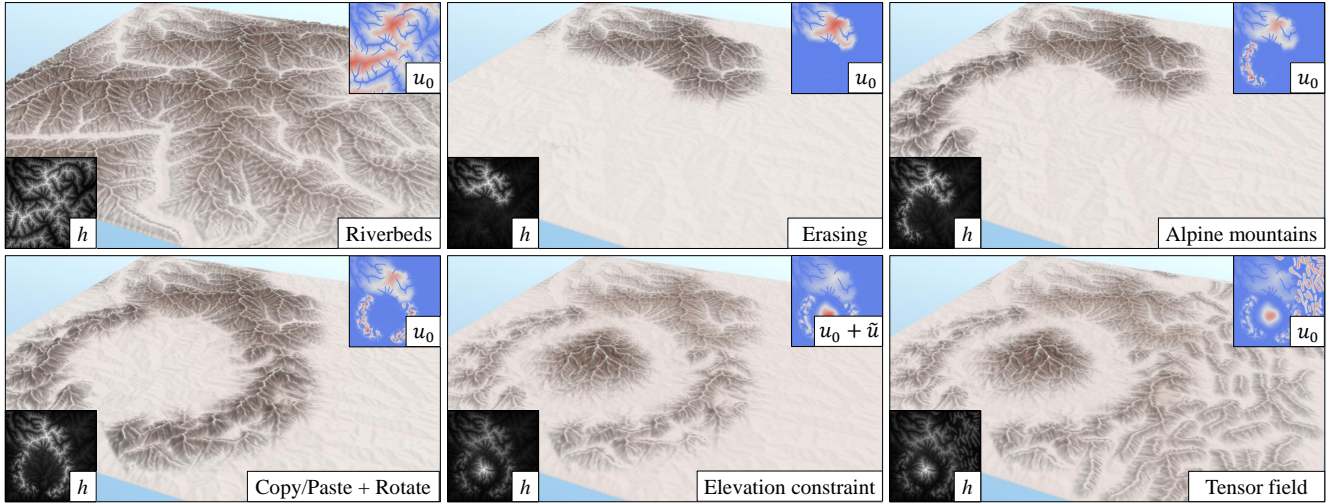 u₀
h
Riverbeds
u₀
h
Erasing
u₀
h
Alpine mountains
u₀
h
Copy/Paste + Rotate
u₀ + ũ
h
Elevation constraint
u₀
h
Tensor field